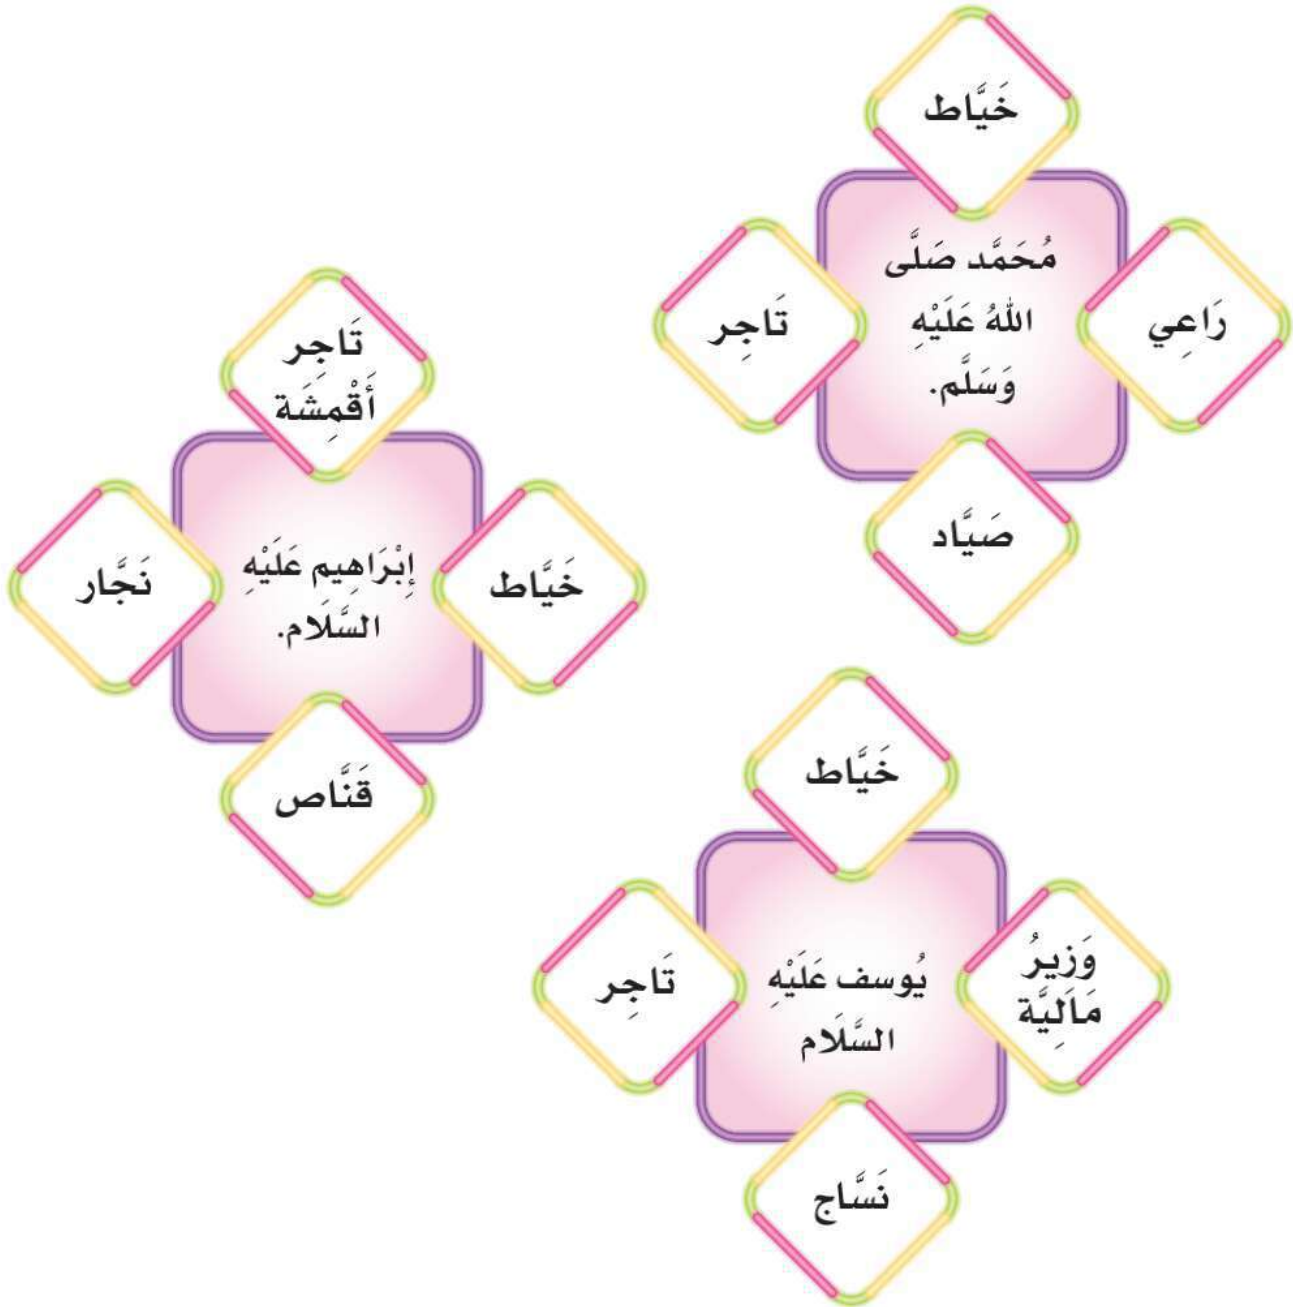 خَيَّاط
مُحَمَّد صَلَّى
اللهُ عَلَيْهِ
وَسَلَّم.
رَاعِي
تَاجِر
صَيَّاد
تَاجِر
أَقْمِشَة
إِبْرَاهِيم عَلَيْهِ
السَّلَام.
خَيَّاط
نَجَّار
قَنَّاص
خَيَّاط
يُوسف عَلَيْهِ
السَّلَام
وَزِيرُ
مَالِيَّة
تَاجِر
نَسَّاج